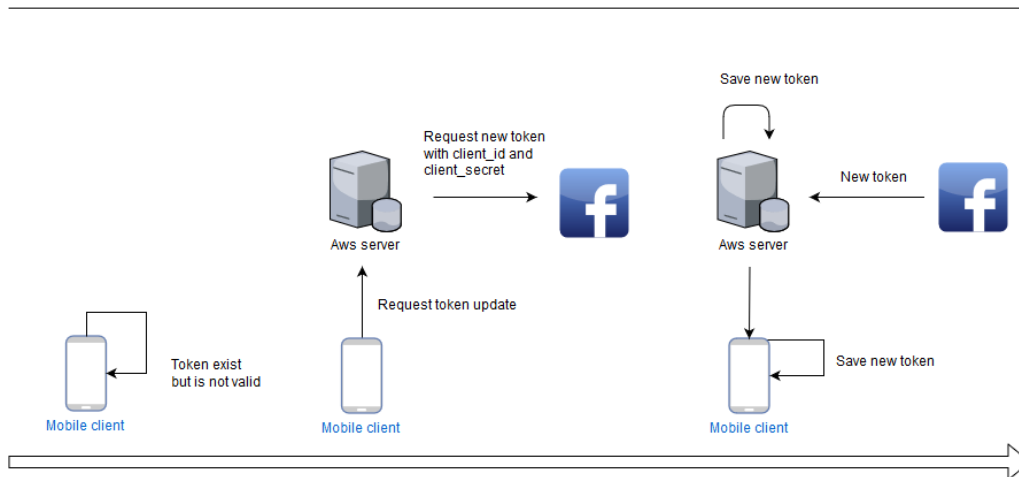 Save new token
Request new token
with client_id and
client_secret
New token
Aws server
Aws server
Request token update
Token exist
but is not valid
Save new token
Mobile client
Mobile client
Mobile client